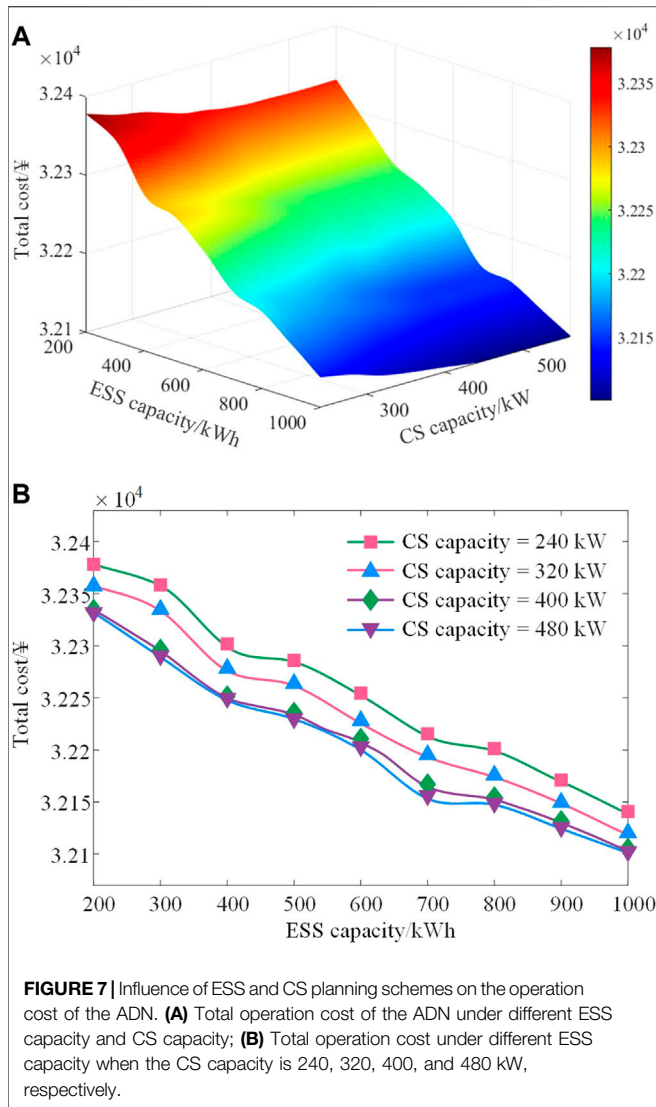 A
×10⁴
×10⁴
3.24
3.23
3.22
3.21
Total cost/¥
200
400
600
800
1000
ESS capacity/kWh
300
400
500
CS capacity/kW
3.235
3.23
3.225
3.22
3.215
B
× 10⁴
3.24
3.235
3.23
3.225
3.22
3.215
3.21
Total cost/¥
CS capacity = 240 kW
CS capacity = 320 kW
CS capacity = 400 kW
CS capacity = 480 kW
200 300 400 500 600 700 800 900 1000
ESS capacity/kWh
FIGURE 7 | Influence of ESS and CS planning schemes on the operation
cost of the ADN. (A) Total operation cost of the ADN under different ESS
capacity and CS capacity; (B) Total operation cost under different ESS
capacity when the CS capacity is 240, 320, 400, and 480 kW,
respectively.